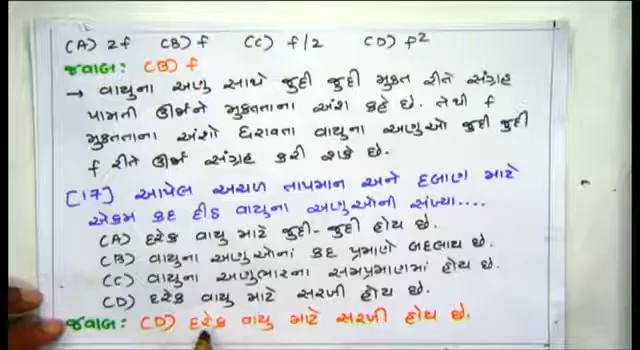 (A) 2f (B) f (C) f/2 (D) f²
જવાબ: (B) f
→ વાયુના અણુ સાથે જુદી જુદી મુક્ત રીતે સંગ્રહ
પામતી ઊર્જાને મુક્તતાના અંશ કહે છે. તેથી f
મુક્તતાના અંશો ધરાવતા વાયુના અણુઓ જુદી જુદી
f રીતે ઊર્જા સંગ્રહ કરી શકે છે.
[17] આપેલ અચળ તાપમાન અને દબાણ માટે
એકમ કદ દીઠ વાયુના અણુઓની સંખ્યા....
(A) દરેક વાયુ માટે જુદી-જુદી હોય છે.
(B) વાયુના અણુઓનાં કદ પ્રમાણે બદલાય છે.
(C) વાયુના અણુભારના સમપ્રમાણમાં હોય છે.
(D) દરેક વાયુ માટે સરખી હોય છે.
જવાબ: (D) દરેક વાયુ માટે સરખી હોય છે.